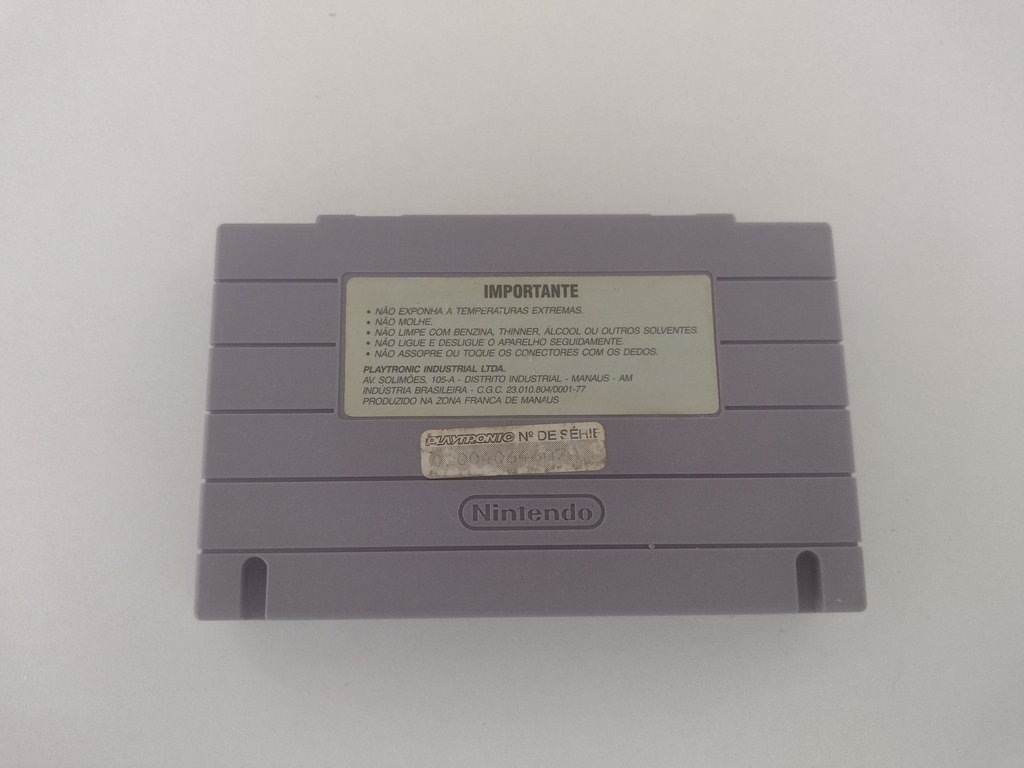 IMPORTANTE
• NÃO EXPONHA A TEMPERATURAS EXTREMAS.
• NÃO MOLHE.
• NÃO LIMPE COM BENZINA, THINNER, ÁLCOOL OU OUTROS SOLVENTES.
• NÃO LIGUE E DESLIGUE O APARELHO SEGUIDAMENTE.
• NÃO ASSOPRE OU TOQUE OS CONECTORES COM OS DEDOS.
PLAYTRONIC INDUSTRIAL LTDA.
AV. SOLIMÕES, 105-A - DISTRITO INDUSTRIAL - MANAUS - AM
INDÚSTRIA BRASILEIRA - C.G.C. 23.010.804/0001-77
PRODUZIDO NA ZONA FRANCA DE MANAUS
PLAYTRONIC Nº DE SÉRIE
Nintendo